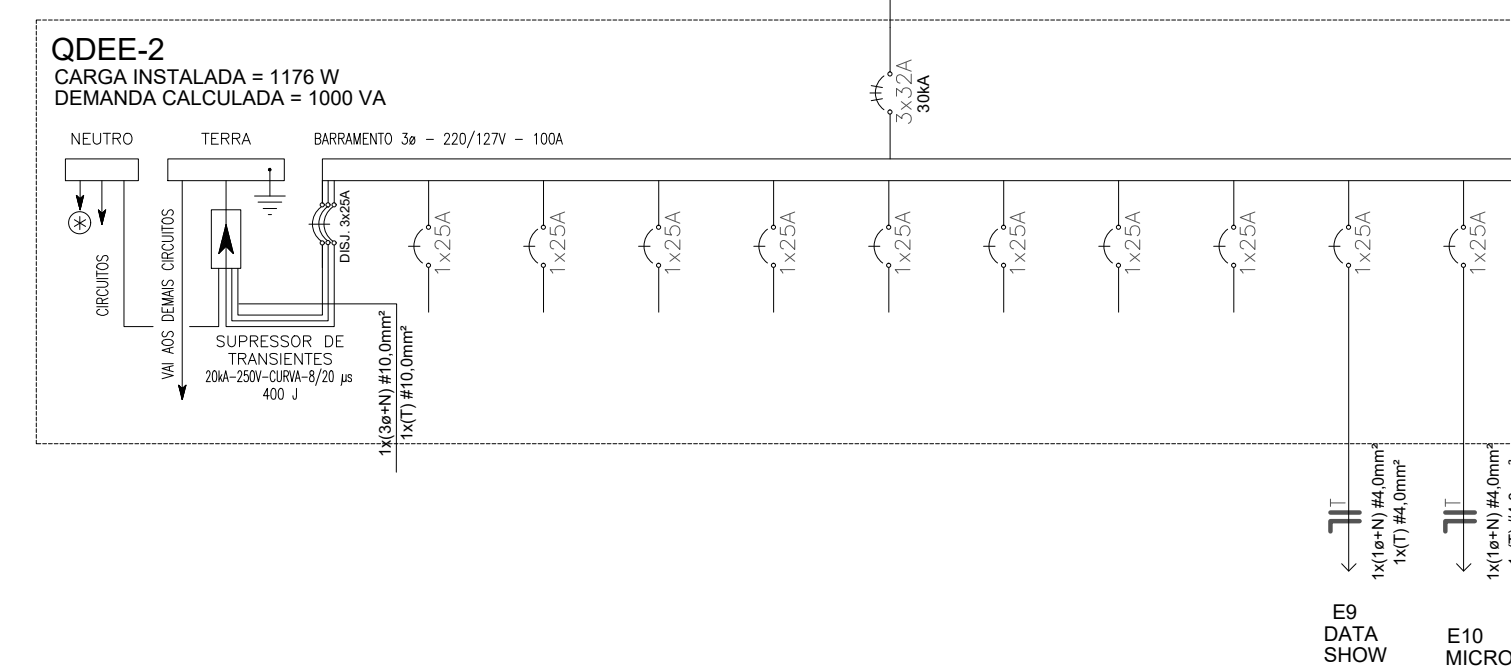 QDEE-2
CARGA INSTALADA = 1176 W
DEMANDA CALCULADA = 1000 VA
3x32A
30kA
NEUTRO
TERRA
BARRAMENTO 3ø - 220/127V - 100A
CIRCUITOS
VAI AOS DEMAIS CIRCUITOS
DISJ. 3x25A
1x25A
1x25A
1x25A
1x25A
1x25A
1x25A
1x25A
1x25A
1x25A
1x25A
SUPRESSOR DE
TRANSIENTES
20kA-250V-CURVA-8/20 µs
400 J
1x(3ø+N) #10,0mm²
1x(T) #10,0mm²
T
1x(1ø+N) #4,0mm²
1x(T) #4,0mm²
T
1x(1ø+N) #4,0mm²
E9
DATA
SHOW
E10
MICRO